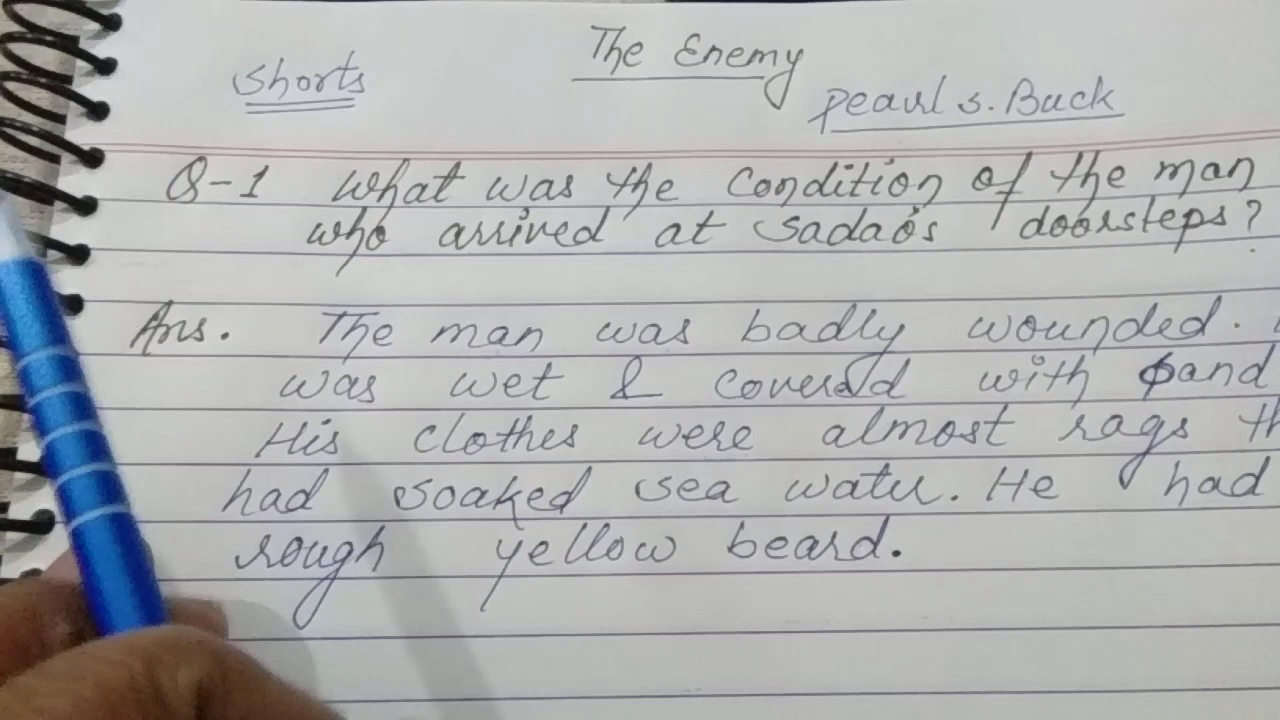 The Enemy
Shorts
Pearl S. Buck
Q-1 What was the condition of the man
who arrived at Sadao's doorsteps?
Ans. The man was badly wounded.
was wet & covered with sand
His clothes were almost rags
had soaked sea water. He had
rough yellow beard.